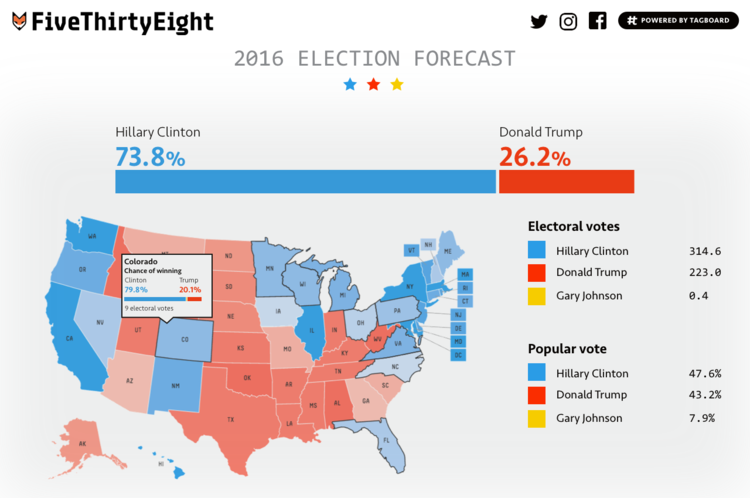 FiveThirtyEight
# POWERED BY TAGBOARD
2016 ELECTION FORECAST
Hillary Clinton
73.8%
Donald Trump
26.2%
Electoral votes
Hillary Clinton 314.6
Donald Trump 223.0
Gary Johnson 0.4
Popular vote
Hillary Clinton 47.6%
Donald Trump 43.2%
Gary Johnson 7.9%
Colorado
Chance of winning
Clinton Trump
79.8% 20.1%
9 electoral votes
WA
OR
CA
NV
UT
AZ
CO
NM
ND
SD
NE
KS
OK
TX
MN
IA
MO
AR
LA
WI
IL
MI
IN
OH
KY
TN
MS
AL
GA
FL
SC
NC
VA
WV
PA
NY
VT
NH
ME
MA
RI
CT
NJ
DE
MD
DC
AK
HI